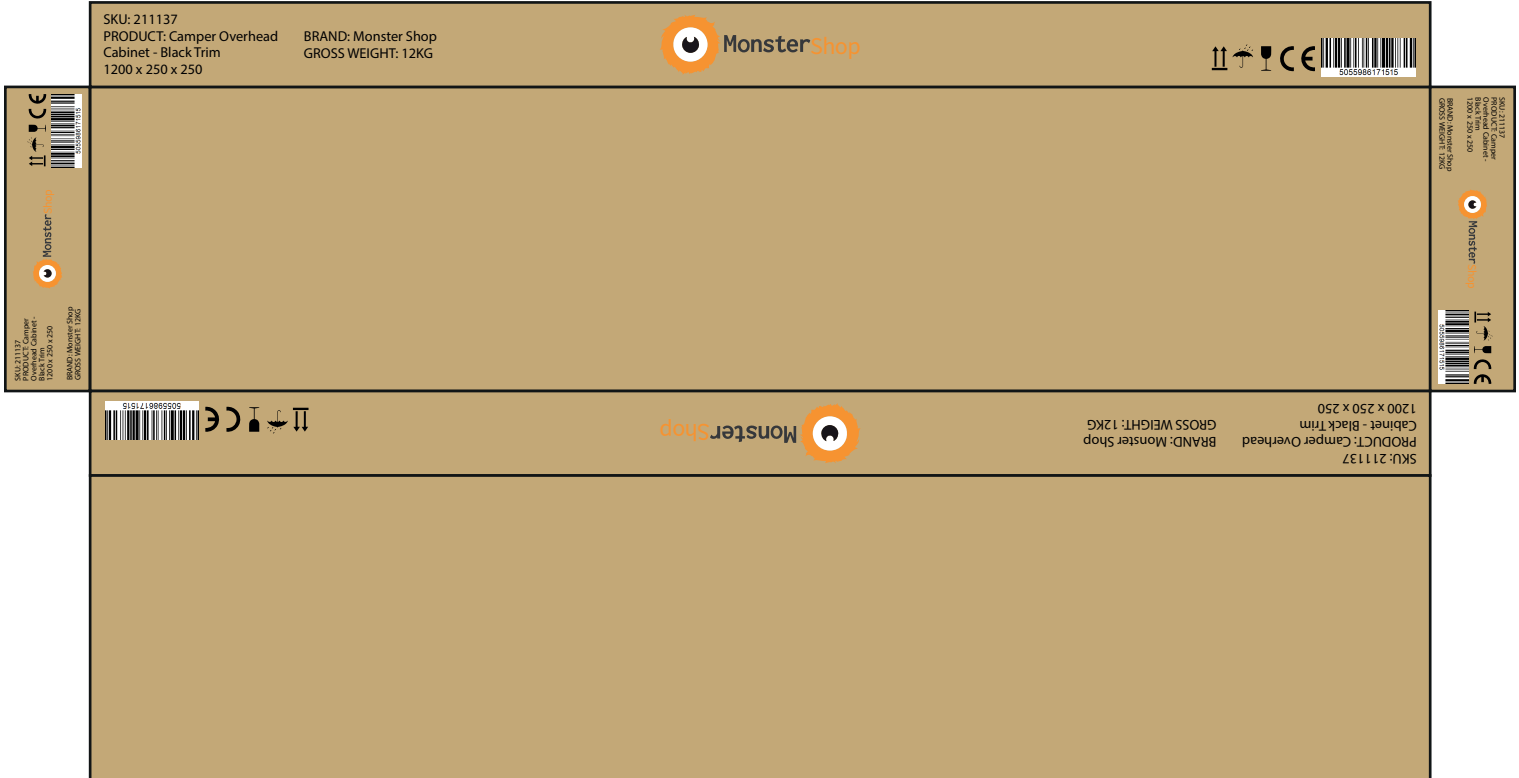 SKU: 211137
PRODUCT: Camper Overhead
Cabinet - Black Trim
1200 x 250 x 250
BRAND: Monster Shop
GROSS WEIGHT: 12KG
MonsterShop
CE
5055986171515
CE
5055986171515
MonsterShop
SKU: 211137
PRODUCT: Camper
Overhead Cabinet -
Black Trim
1200 x 250 x 250
BRAND: Monster Shop
GROSS WEIGHT: 12KG
SKU: 211137
PRODUCT: Camper
Overhead Cabinet -
Black Trim
1200 x 250 x 250
BRAND: Monster Shop
GROSS WEIGHT: 12KG
MonsterShop
CE
5055986171515
SKU: 211137
PRODUCT: Camper Overhead
Cabinet - Black Trim
1200 x 250 x 250
BRAND: Monster Shop
GROSS WEIGHT: 12KG
MonsterShop
CE
5055986171515